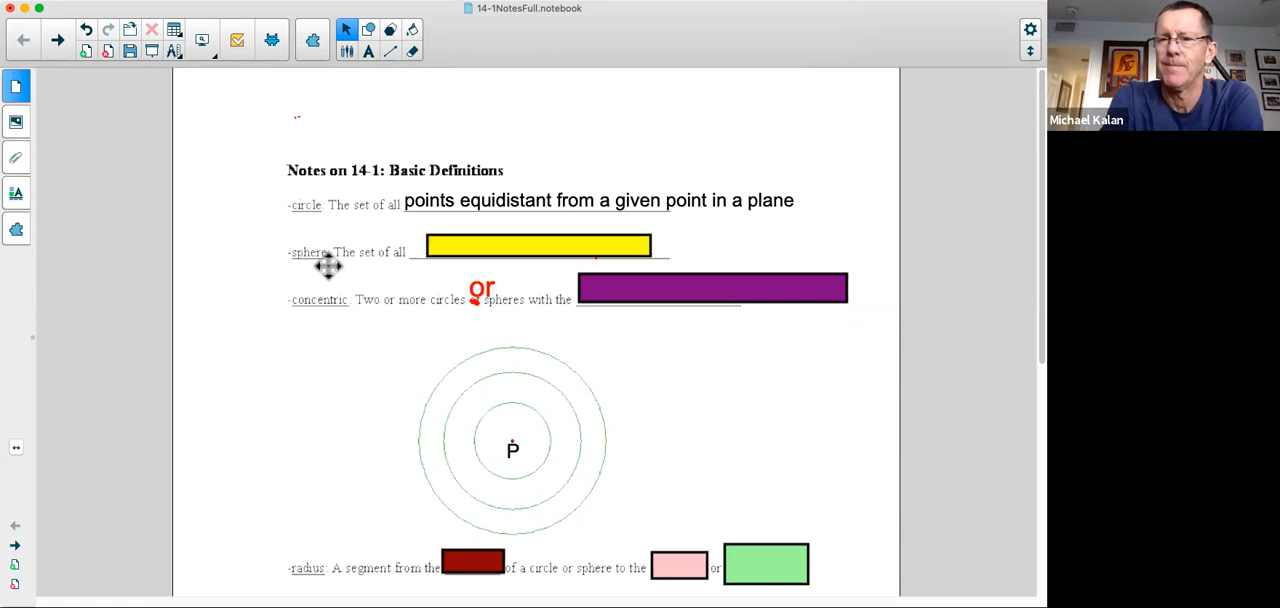 14-1NotesFull.notebook
Michael Kalan
Notes on 14-1: Basic Definitions
-circle: The set of all points equidistant from a given point in a plane
-sphere: The set of all
-concentric: Two or more circles or spheres with the
P
-radius: A segment from the of a circle or sphere to the or